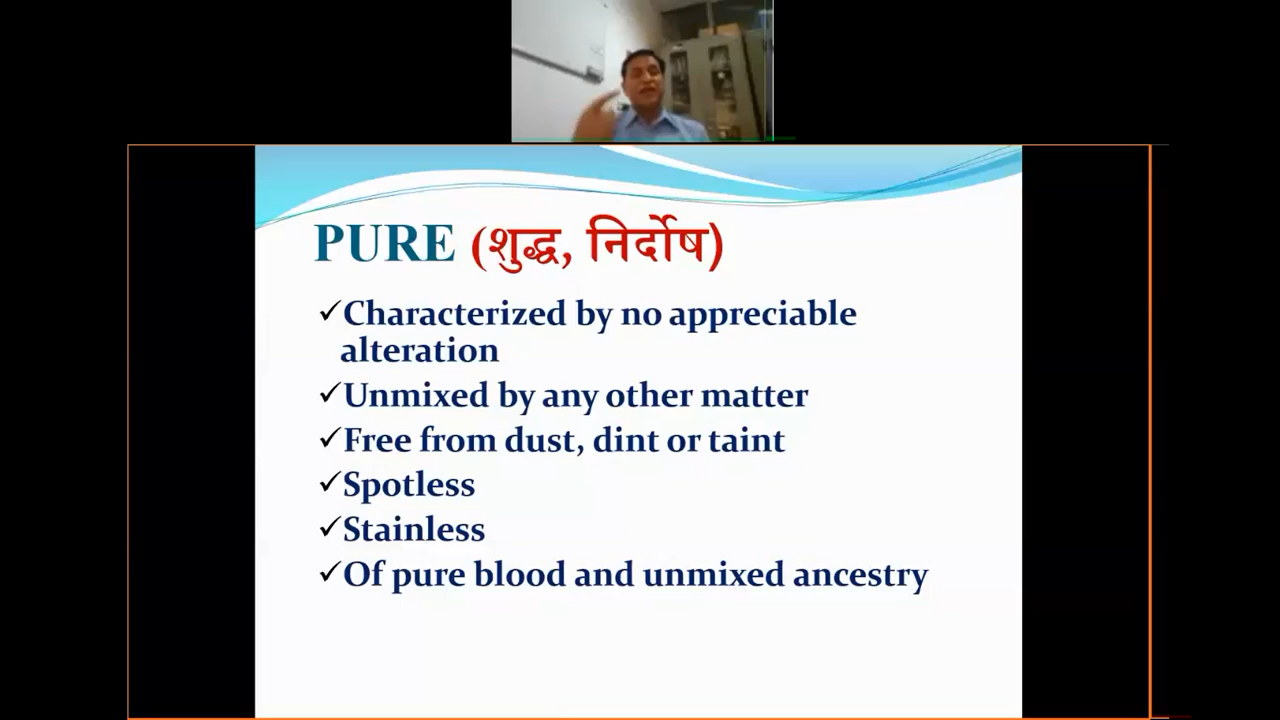 PURE (शुद्ध, निर्दोष)
✓Characterized by no appreciable
alteration
✓Unmixed by any other matter
✓Free from dust, dint or taint
✓Spotless
✓Stainless
✓Of pure blood and unmixed ancestry